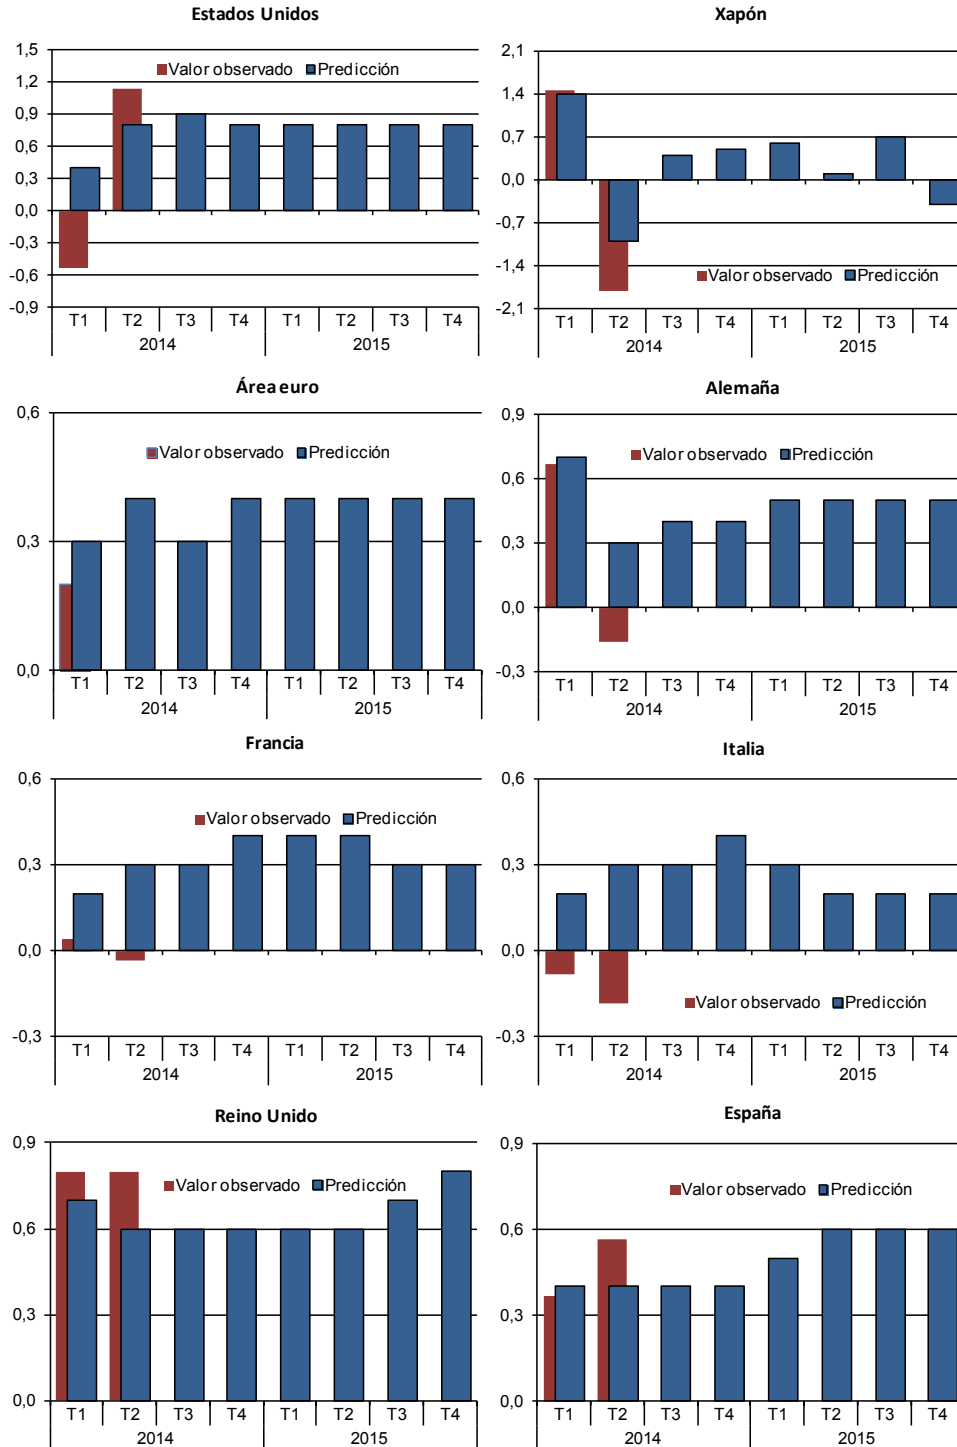 Estados Unidos
1,5
1,2
0,9
0,6
0,3
0,0
-0,3
-0,6
-0,9
Valor observado Predicción
T1 T2 T3 T4 T1 T2 T3 T4
2014 2015
Xapón
2,1
1,4
0,7
0,0
-0,7
-1,4
-2,1
Valor observado Predicción
T1 T2 T3 T4 T1 T2 T3 T4
2014 2015
Área euro
0,6
0,3
0,0
Valor observado Predicción
T1 T2 T3 T4 T1 T2 T3 T4
2014 2015
Alemaña
0,9
0,6
0,3
0,0
-0,3
Valor observado Predicción
T1 T2 T3 T4 T1 T2 T3 T4
2014 2015
Francia
0,6
0,3
0,0
-0,3
Valor observado Predicción
T1 T2 T3 T4 T1 T2 T3 T4
2014 2015
Italia
0,6
0,3
0,0
-0,3
Valor observado Predicción
T1 T2 T3 T4 T1 T2 T3 T4
2014 2015
Reino Unido
0,9
0,6
0,3
0,0
Valor observado Predicción
T1 T2 T3 T4 T1 T2 T3 T4
2014 2015
España
0,9
0,6
0,3
0,0
Valor observado Predicción
T1 T2 T3 T4 T1 T2 T3 T4
2014 2015